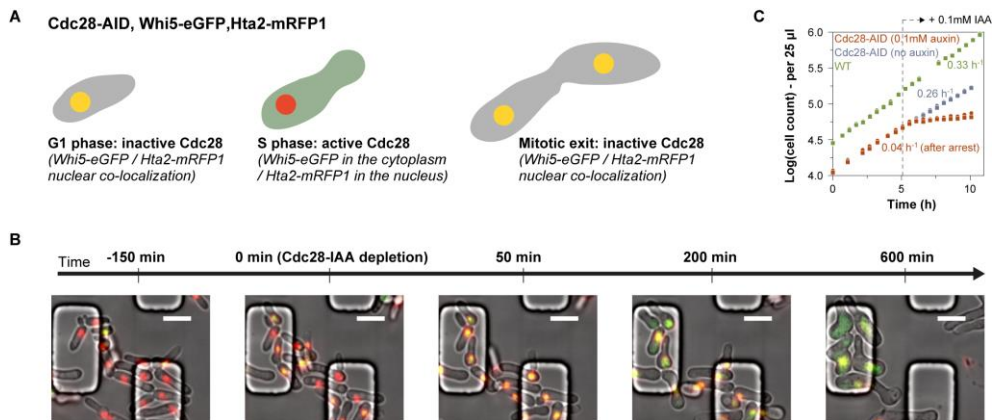 A
Cdc28-AID, Whi5-eGFP,Hta2-mRFP1
G1 phase: inactive Cdc28
(Whi5-eGFP / Hta2-mRFP1
nuclear co-localization)
S phase: active Cdc28
(Whi5-eGFP in the cytoplasm
/ Hta2-mRFP1 in the nucleus)
Mitotic exit: inactive Cdc28
(Whi5-eGFP / Hta2-mRFP1
nuclear co-localization)
C
+ 0.1mM IAA
Log(cell count) - per 25 µl
6.0
5.5
5.0
4.5
4.0
Cdc28-AID (0,1mM auxin)
Cdc28-AID (no auxin)
WT
0.33 h⁻¹
0.26 h⁻¹
0.04 h⁻¹ (after arrest)
0
5
10
Time (h)
B
Time
-150 min
0 min (Cdc28-IAA depletion)
50 min
200 min
600 min